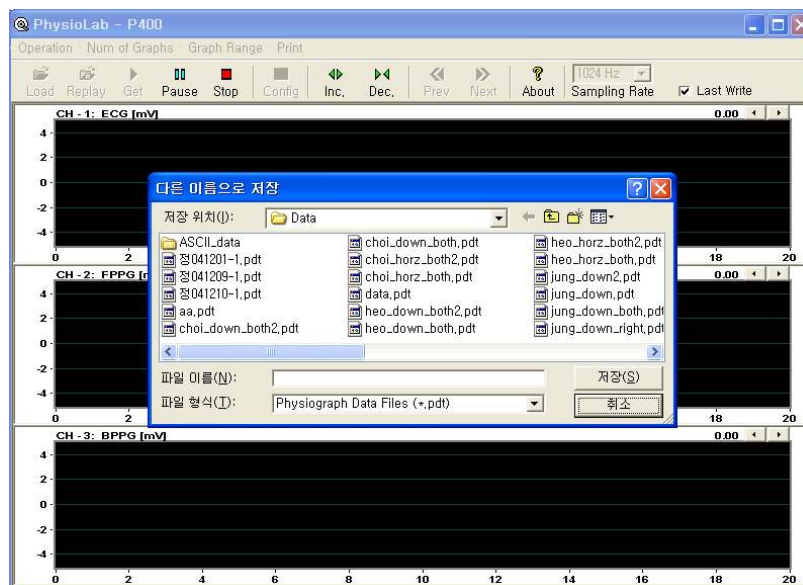 PhysioLab - P400
Operation Num of Graphs Graph Range Print
Load Replay Get Pause Stop Config Inc. Dec. Prev Next About 1024 Hz Sampling Rate Last Write
CH - 1: ECG [mV] 0.00
4
2
0
-2
-4
0 2 18 20
다른 이름으로 저장
저장 위치(I): Data
ASCII_data choi_down_both.pdt heo_horz_both2.pdt
정041201-1.pdt choi_horz_both2.pdt heo_horz_both.pdt
정041209-1.pdt choi_horz_both.pdt jung_down2.pdt
정041210-1.pdt data.pdt jung_down.pdt
aa.pdt heo_down_both2.pdt jung_down_both.pdt
choi_down_both2.pdt heo_down_both.pdt jung_down_right.pdt
파일 이름(N): 저장(S)
파일 형식(T): Physiograph Data Files (*.pdt) 취소
CH - 2: FPPG [m 0.00
4
2
0
-2
-4
0 2 18 20
CH - 3: BPPG [mV] 0.00
4
2
0
-2
-4
0 2 4 6 8 10 12 14 16 18 20